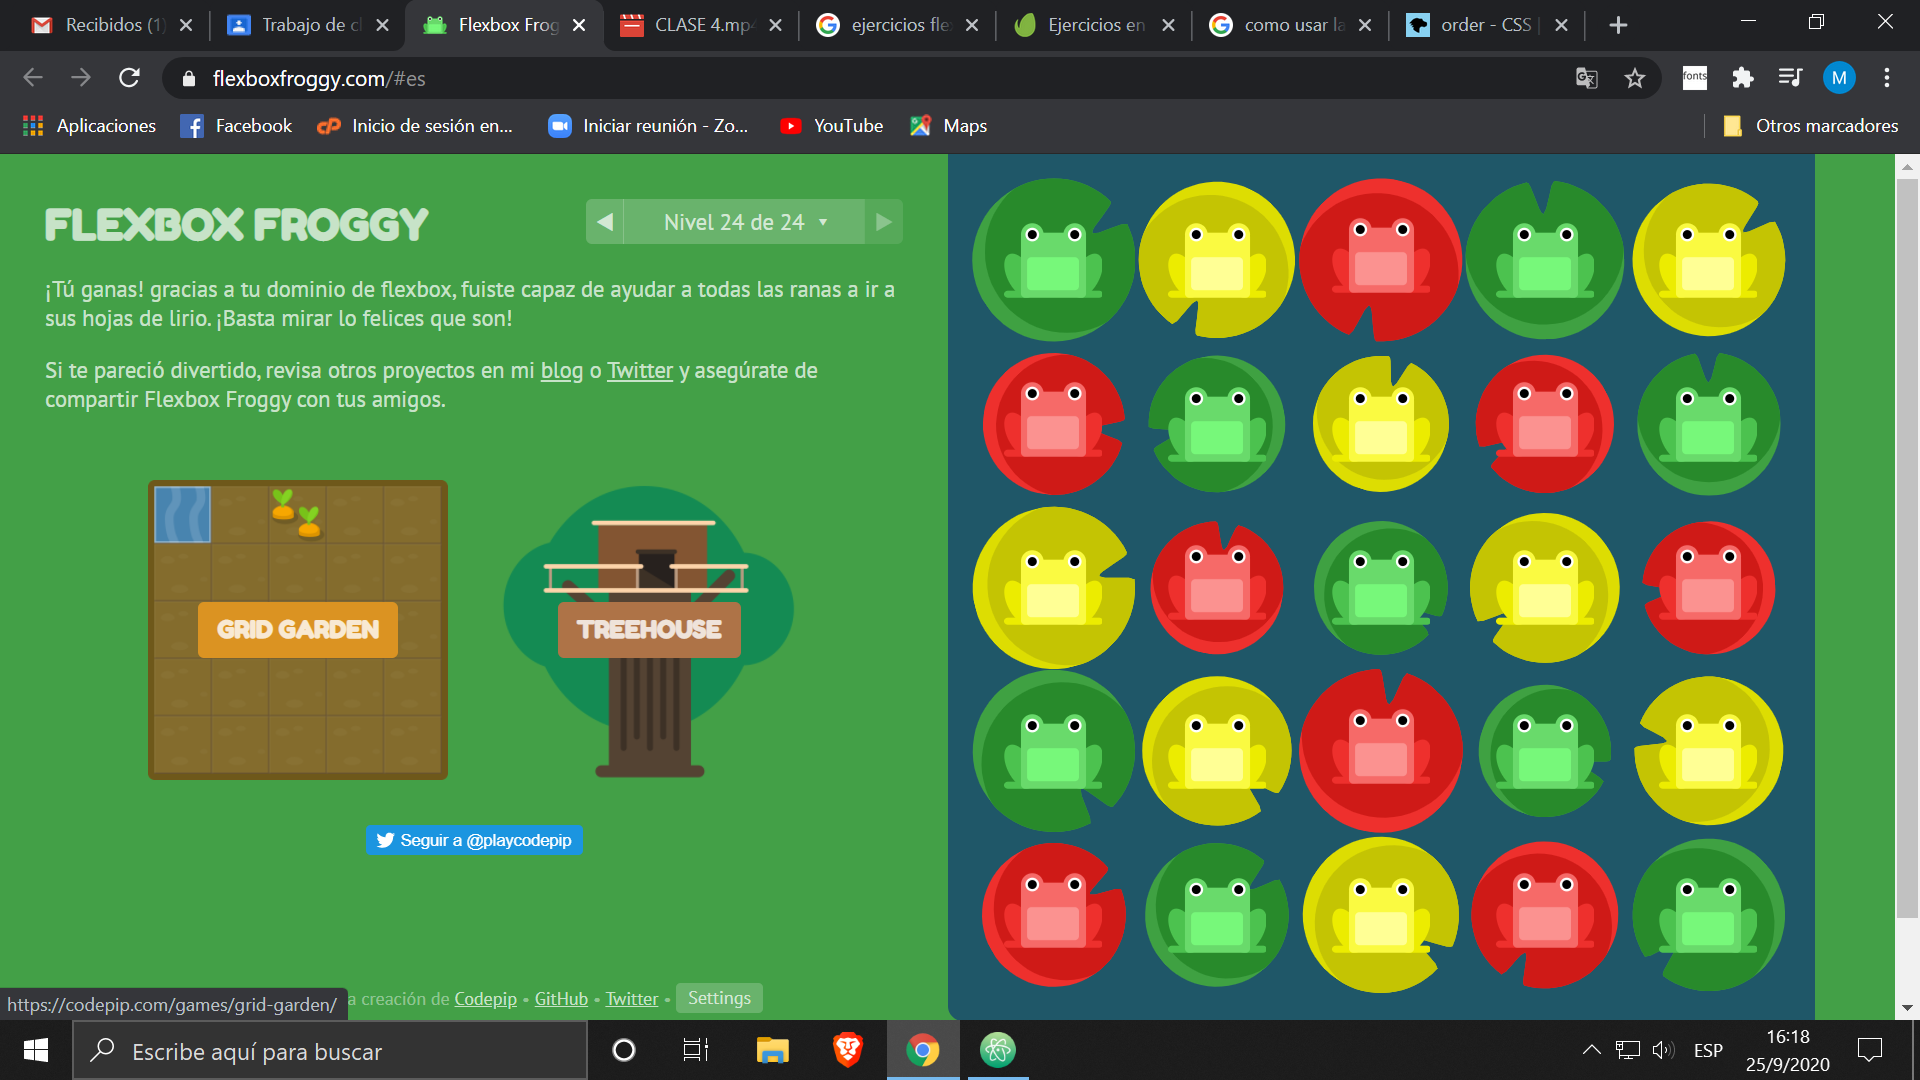 Recibidos (1)
Trabajo de cl
Flexbox Frog
CLASE 4.mp4
ejercicios fle
Ejercicios en
como usar la
order - CSS |
flexboxfroggy.com/#es
fonts
M
Aplicaciones
Facebook
Inicio de sesión en...
Iniciar reunión - Zo...
YouTube
Maps
Otros marcadores
FLEXBOX FROGGY
Nivel 24 de 24
¡Tú ganas! gracias a tu dominio de flexbox, fuiste capaz de ayudar a todas las ranas a ir a
sus hojas de lirio. ¡Basta mirar lo felices que son!
Si te pareció divertido, revisa otros proyectos en mi blog o Twitter y asegúrate de
compartir Flexbox Froggy con tus amigos.
GRID GARDEN
TREEHOUSE
Seguir a @playcodepip
https://codepip.com/games/grid-garden/
a creación de Codepip • GitHub • Twitter • Settings
Escribe aquí para buscar
ESP
16:18
25/9/2020